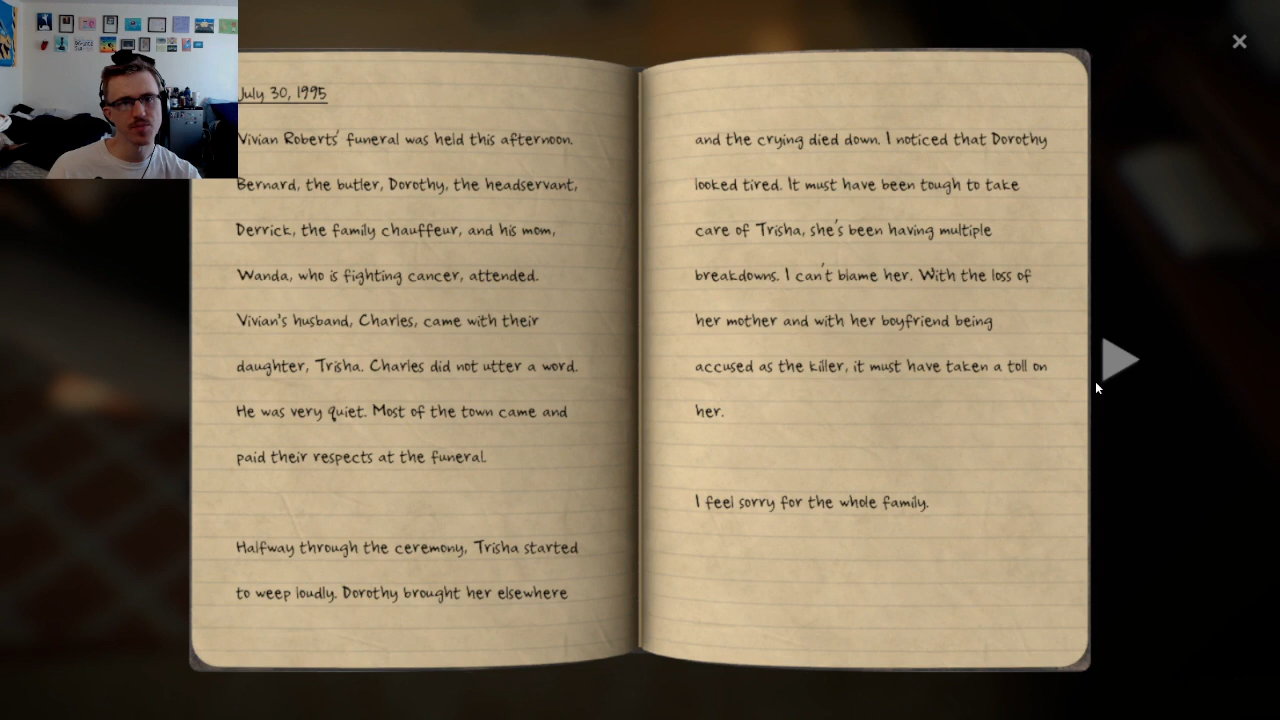 July 30, 1995
Vivian Roberts' funeral was held this afternoon.
Bernard, the butler, Dorothy, the headservant,
Derrick, the family chauffeur, and his mom,
Wanda, who is fighting cancer, attended.
Vivian's husband, Charles, came with their
daughter, Trisha. Charles did not utter a word.
He was very quiet. Most of the town came and
paid their respects at the funeral.
Halfway through the ceremony, Trisha started
to weep loudly. Dorothy brought her elsewhere
and the crying died down. I noticed that Dorothy
looked tired. It must have been tough to take
care of Trisha, she's been having multiple
breakdowns. I can't blame her. With the loss of
her mother and with her boyfriend being
accused as the killer, it must have taken a toll on
her.
I feel sorry for the whole family.